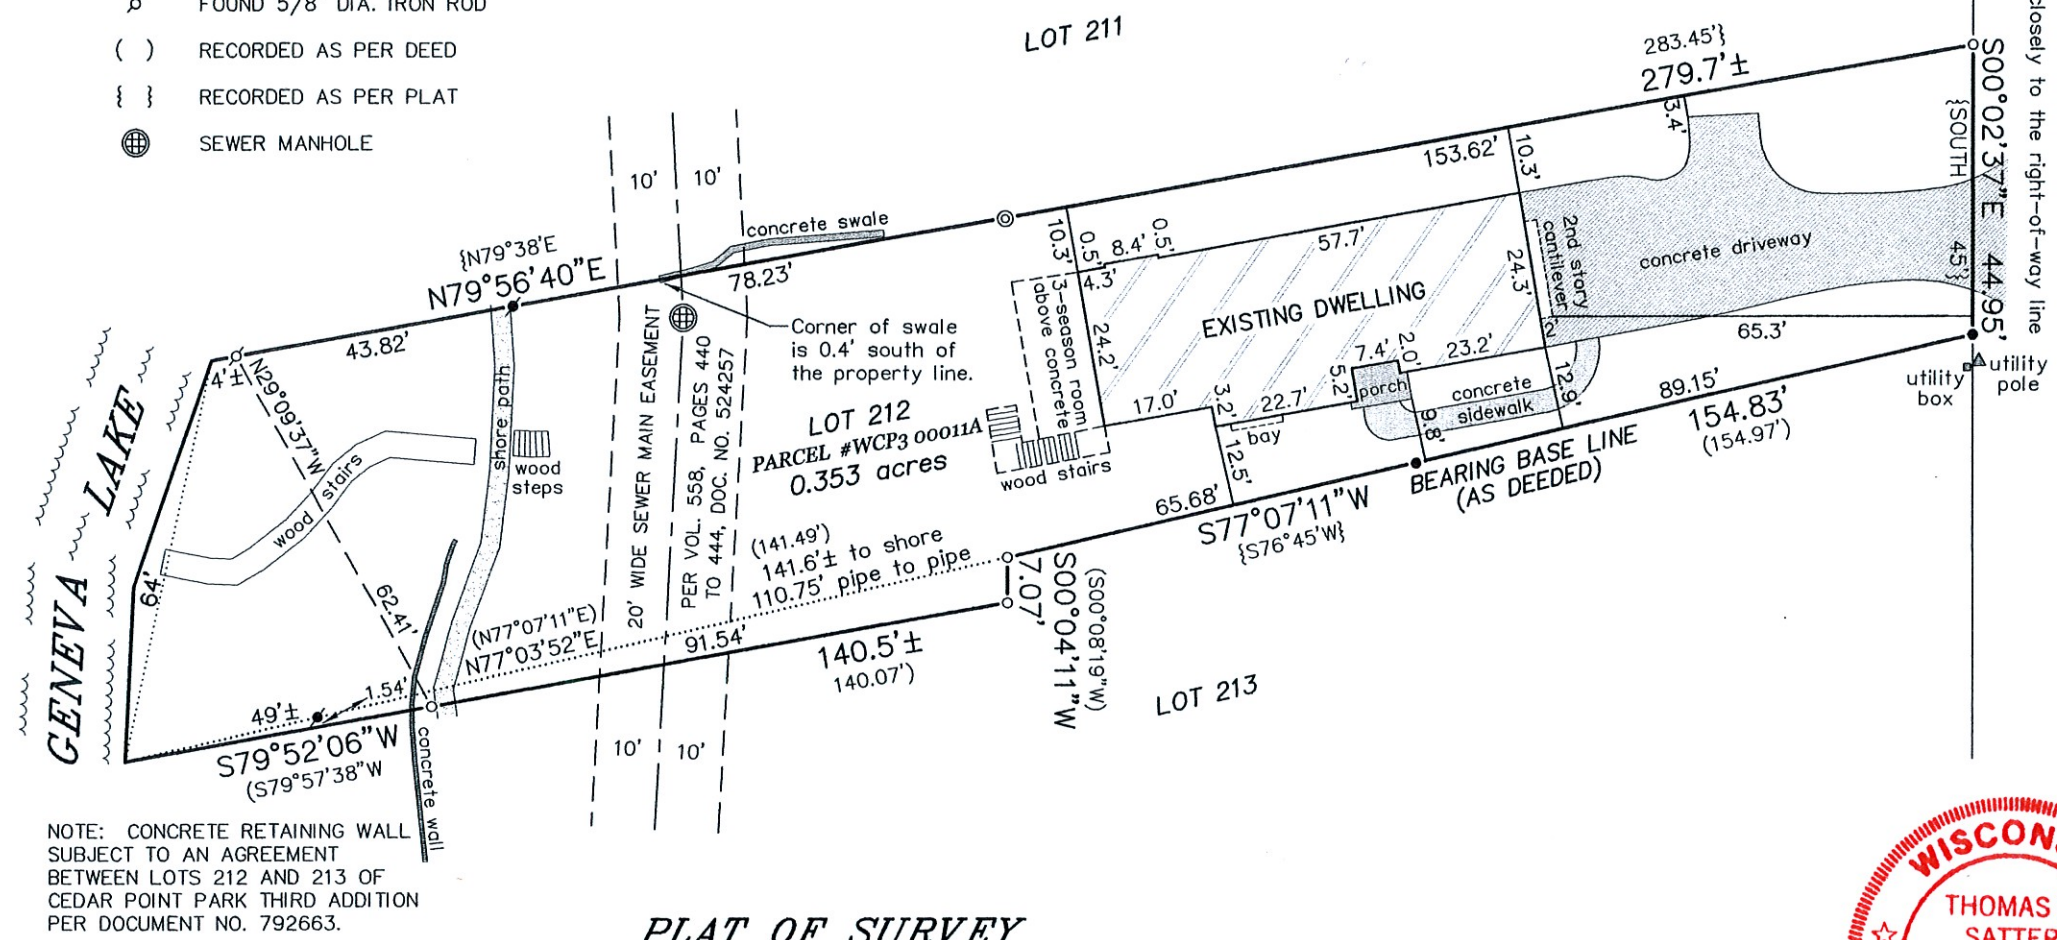 FOUND 5/8" DIA. IRON ROD
( ) RECORDED AS PER DEED
{ } RECORDED AS PER PLAT
SEWER MANHOLE
LOT 211
283.45'}
279.7'±
S00°02'37"E 44.95'
{SOUTH 45'}
closely to the right-of-way line
3.4'
153.62'
10.3'
10' 10'
concrete swale
{N79°38'E
N79°56'40"E
78.23'
43.82'
10.3'
0.5'
8.4'
0.5'
57.7'
4.3'
24.2'
24.3'
EXISTING DWELLING
2nd story
cantilever
2'
concrete driveway
65.3'
3-season room
above concrete
Corner of swale
is 0.4' south of
the property line.
LOT 212
PARCEL #WCP3 00011A
0.353 acres
wood stairs
17.0'
3.2'
22.7'
bay
5.2'
7.4'
2.0'
23.2'
porch
concrete
sidewalk
9.8'
12.9'
12.5'
89.15'
154.83'
(154.97')
utility
box
utility
pole
BEARING BASE LINE
(AS DEEDED)
65.68'
S77°07'11"W
{S76°45'W}
GENEVA LAKE
4'±
N29°09'37"W
62.41'
64'
wood stairs
shore path
wood
steps
20' WIDE SEWER MAIN EASEMENT
PER VOL. 558, PAGES 440
TO 444, DOC. NO. 524257
(141.49')
141.6'± to shore
110.75' pipe to pipe
(N77°07'11"E)
N77°03'52"E
91.54'
140.5'±
140.07')
7.07'
S00°04'11"W
(S00°08'19"W)
LOT 213
49'±
1.54'
S79°52'06"W
(S79°57'38"W
concrete wall
10' 10'
NOTE: CONCRETE RETAINING WALL
SUBJECT TO AN AGREEMENT
BETWEEN LOTS 212 AND 213 OF
CEDAR POINT PARK THIRD ADDITION
PER DOCUMENT NO. 792663.
PLAT OF SURVEY
WISCON
THOMAS
SATTER